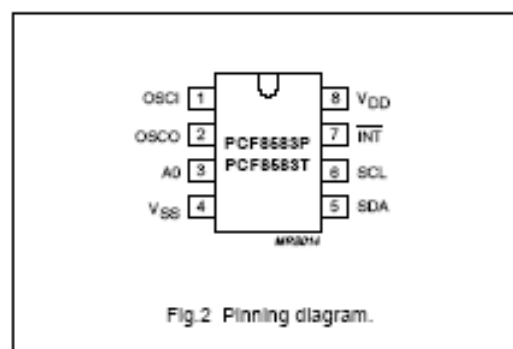 OSCI 1 8 VDD
OSCO 2 PCF8583P 7 INT
A0 3 PCF8583T 6 SCL
VSS 4 5 SDA
Fig.2 Pinning diagram.